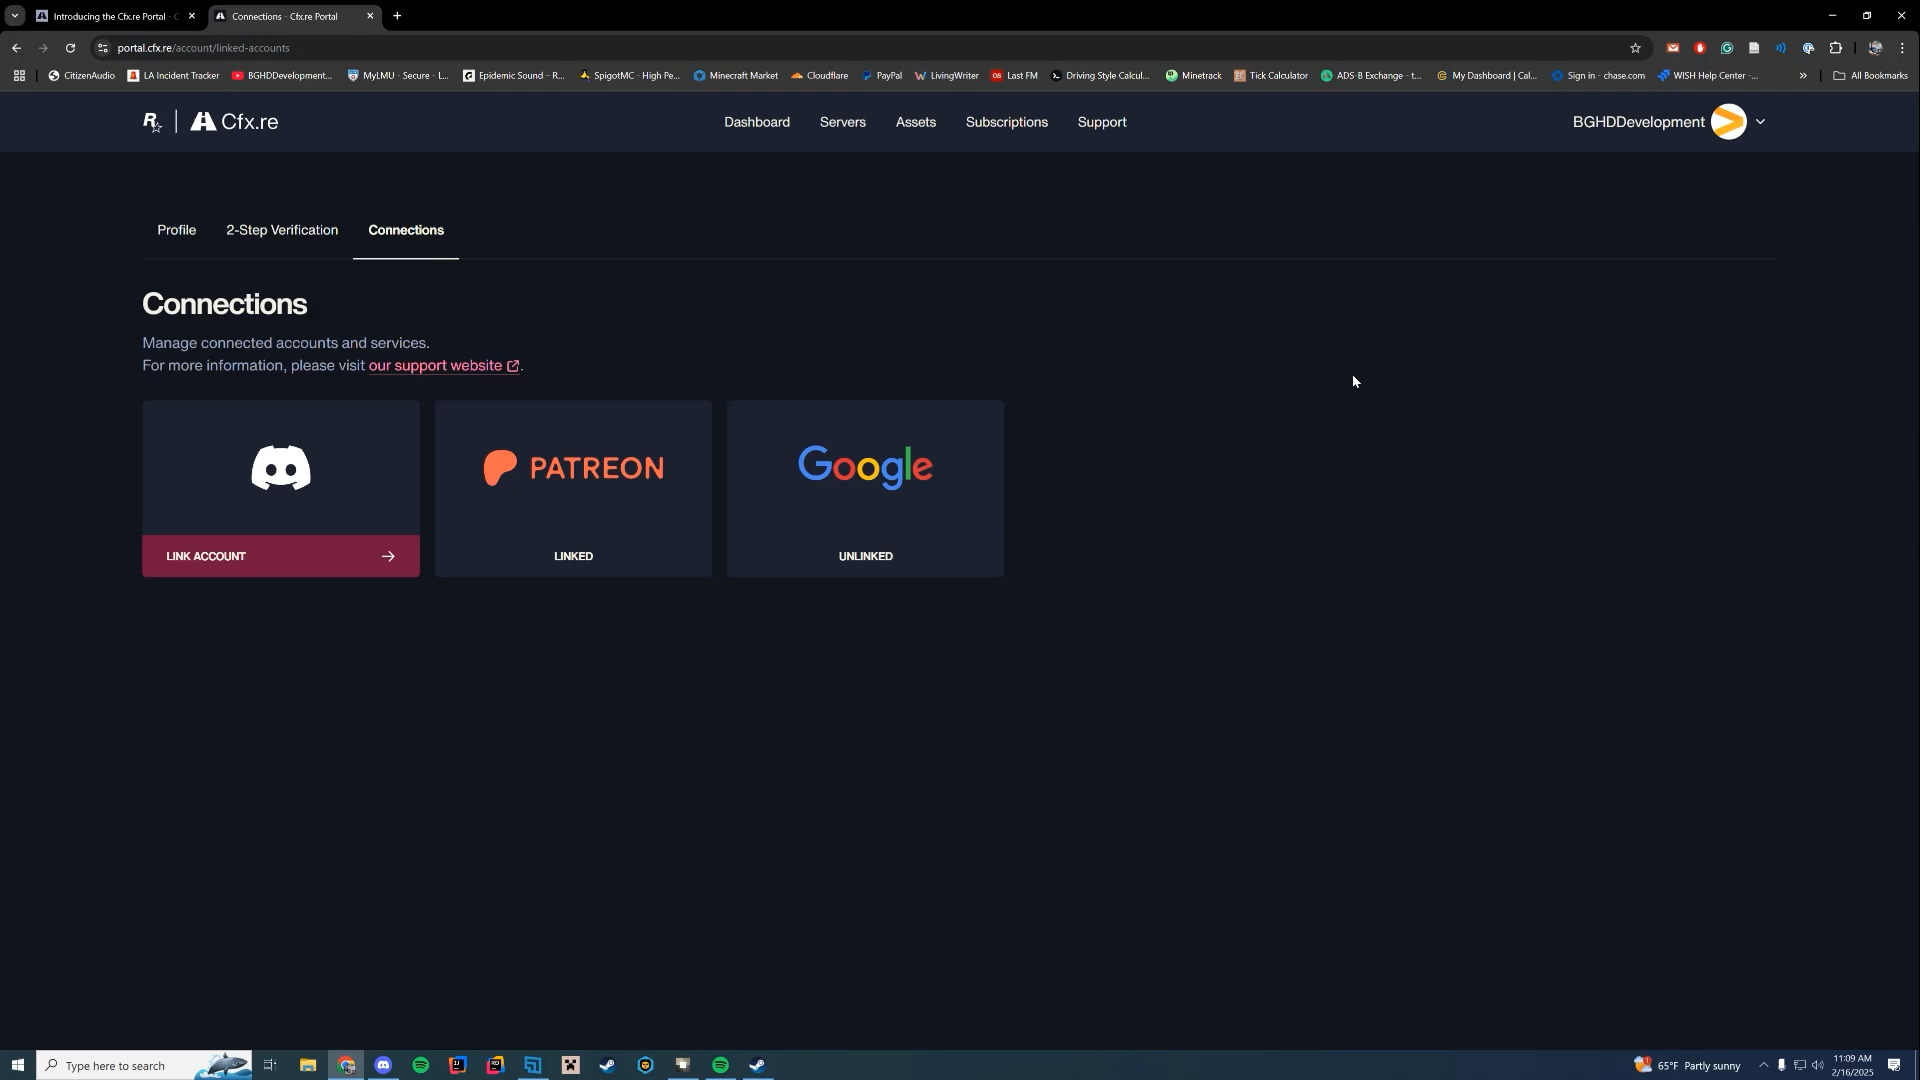 Introducing the Cfx.re Portal - C
Connections - Cfx.re Portal
portal.cfx.re/account/linked-accounts
CitizenAudio
LA Incident Tracker
BGHDDevelopment...
MyLMU - Secure - L...
Epidemic Sound – R...
SpigotMC - High Pe...
Minecraft Market
Cloudflare
PayPal
LivingWriter
Last FM
Driving Style Calcul...
Minetrack
Tick Calculator
ADS-B Exchange - t...
My Dashboard | Cal...
Sign in - chase.com
WISH Help Center -...
All Bookmarks
Cfx.re
Dashboard
Servers
Assets
Subscriptions
Support
BGHDDevelopment
Profile
2-Step Verification
Connections
Connections
Manage connected accounts and services.
For more information, please visit our support website.
PATREON
Google
LINK ACCOUNT
LINKED
UNLINKED
Type here to search
65°F Partly sunny
11:09 AM
2/16/2025